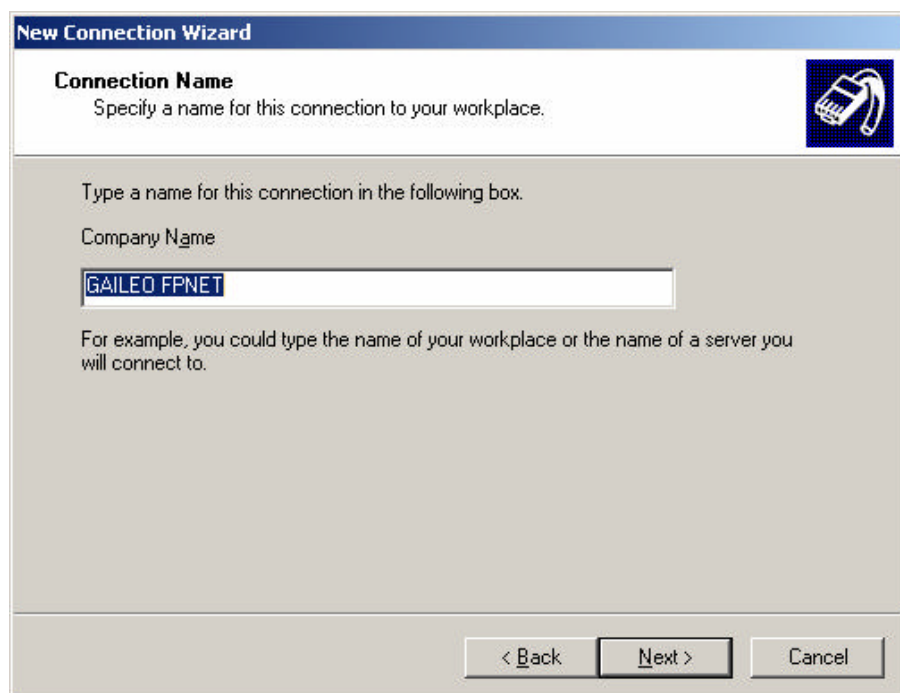 New Connection Wizard
Connection Name
Specify a name for this connection to your workplace.
Type a name for this connection in the following box.
Company Name
GAILEO FPNET
For example, you could type the name of your workplace or the name of a server you
will connect to.
< Back
Next >
Cancel